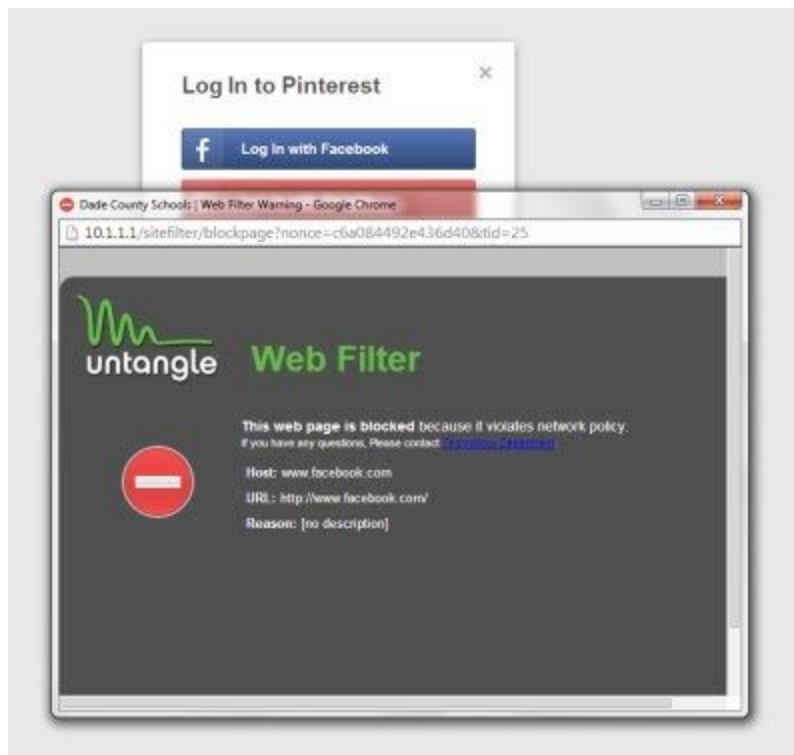 Log In to Pinterest
f Log In with Facebook
Dade County Schools | Web Filter Warning - Google Chrome
10.1.1.1/sitefilter/blockpage?nonce=c6a084492e436d40&tid=25
untangle
Web Filter
This web page is blocked because it violates network policy.
If you have any questions, Please contact Technology Department
Host: www.facebook.com
URL: http://www.facebook.com/
Reason: [no description]